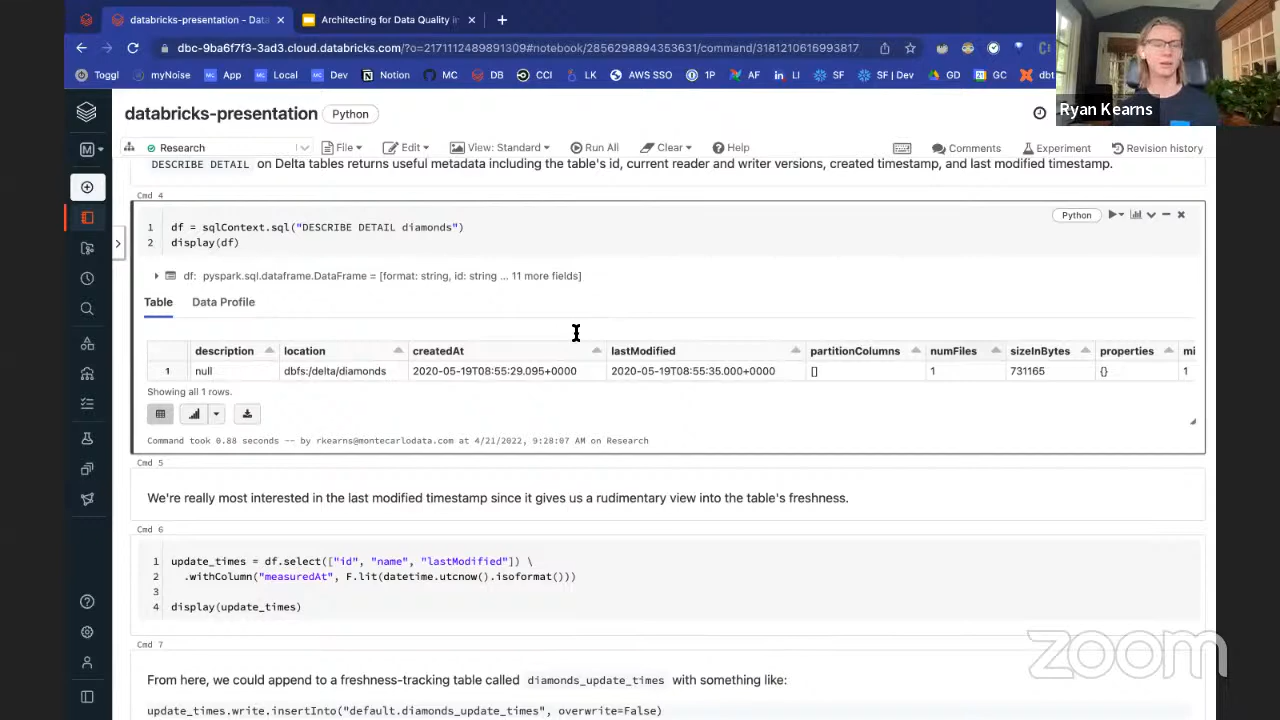 databricks-presentation – Data
Architecting for Data Quality in
dbc-9ba6f7f3-3ad3.cloud.databricks.com/?o=2171112489891309#notebook/2856298894353631/command/3181210616993817
Toggl myNoise App Local Dev Notion MC DB CCI LK AWS SSO 1P AF LI SF SF | Dev GD GC dbt
Ryan Kearns
databricks-presentation Python
Research File Edit View: Standard Run All Clear Help Comments Experiment Revision history
DESCRIBE DETAIL on Delta tables returns useful metadata including the table's id, current reader and writer versions, created timestamp, and last modified timestamp.
Cmd 4
Python
1 df = sqlContext.sql("DESCRIBE DETAIL diamonds")
2 display(df)
df: pyspark.sql.dataframe.DataFrame = [format: string, id: string ... 11 more fields]
Table Data Profile
description location createdAt lastModified partitionColumns numFiles sizeInBytes properties mi
1 null dbfs:/delta/diamonds 2020-05-19T08:55:29.095+0000 2020-05-19T08:55:35.000+0000 [] 1 731165 {} 1
Showing all 1 rows.
Command took 0.88 seconds -- by rkearns@montecarlodata.com at 4/21/2022, 9:28:07 AM on Research
Cmd 5
We're really most interested in the last modified timestamp since it gives us a rudimentary view into the table's freshness.
Cmd 6
1 update_times = df.select(["id", "name", "lastModified"]) \
2 .withColumn("measuredAt", F.lit(datetime.utcnow().isoformat()))
3
4 display(update_times)
Cmd 7
zoom
From here, we could append to a freshness-tracking table called diamonds_update_times with something like:
update_times.write.insertInto("default.diamonds_update_times", overwrite=False)